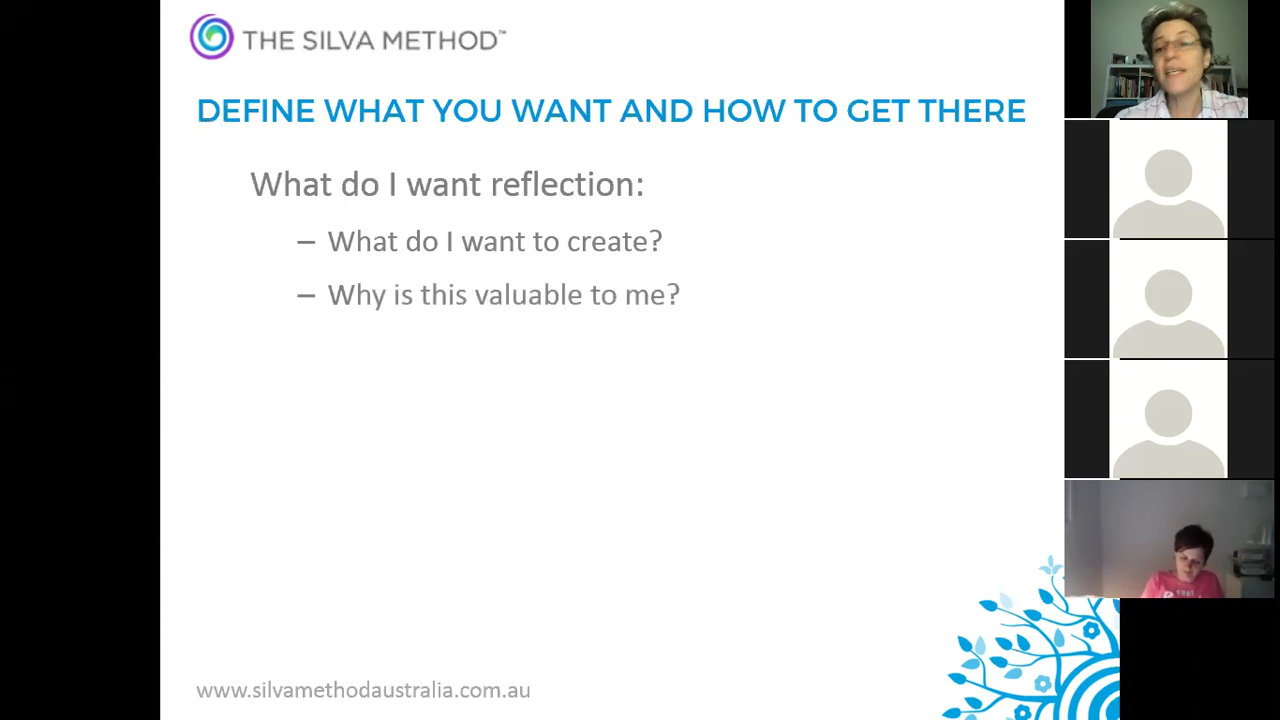 THE SILVA METHOD™
DEFINE WHAT YOU WANT AND HOW TO GET THERE
What do I want reflection:
– What do I want to create?
– Why is this valuable to me?
www.silvamethodaustralia.com.au